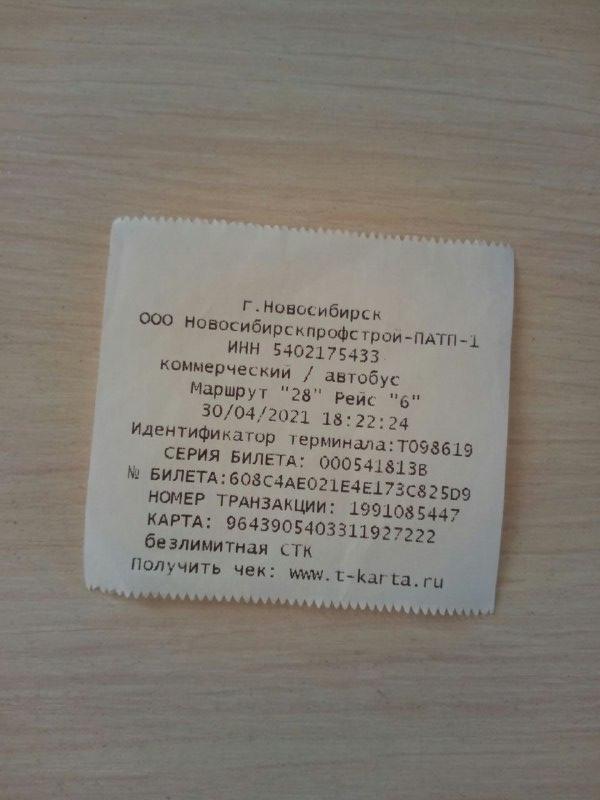 г.Новосибирск
ООО Новосибирскпрофстрой-ПАТП-1
ИНН 5402175433
коммерческий / автобус
Маршрут "28" Рейс "6"
30/04/2021 18:22:24
Идентификатор терминала:T098619
СЕРИЯ БИЛЕТА: 000541813B
№ БИЛЕТА:608C4AE021E4E173C825D9
НОМЕР ТРАНЗАКЦИИ: 1991085447
КАРТА: 9643905403311927222
безлимитная СТК
Получить чек: www.t-karta.ru